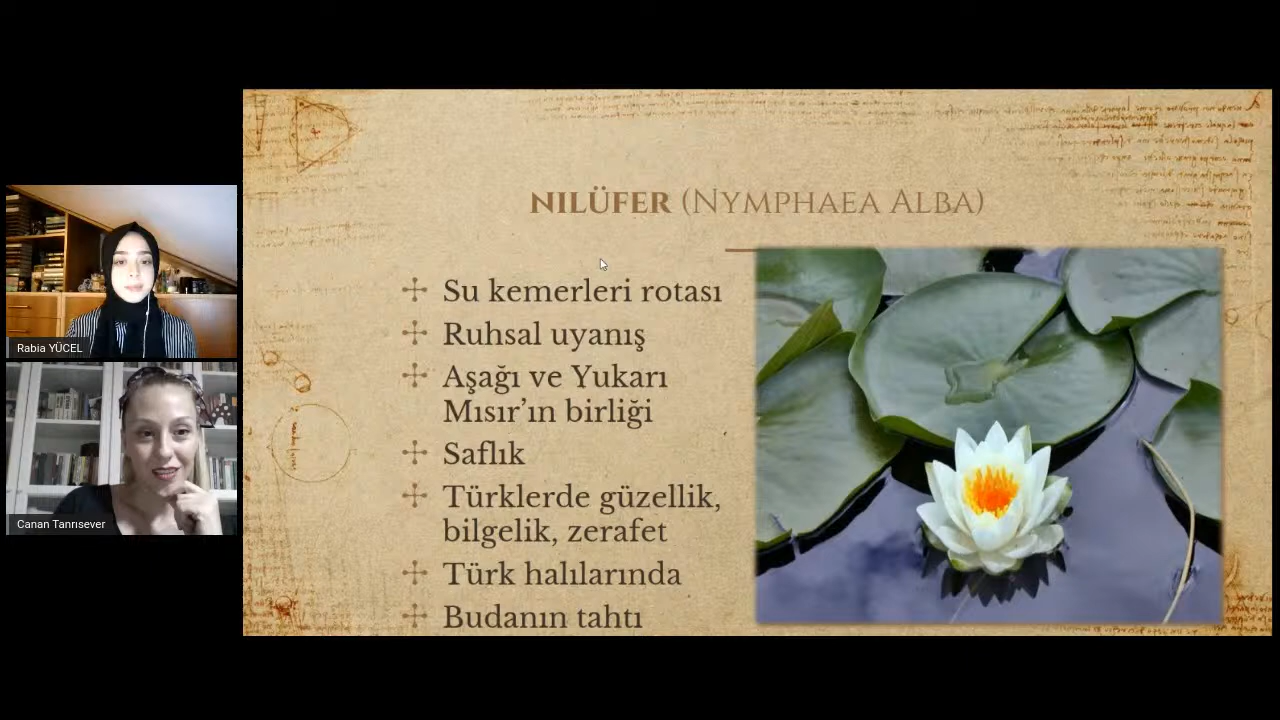 NILÜFER (NYMPHAEA ALBA)
Su kemerleri rotası
Ruhsal uyanış
Aşağı ve Yukarı
Mısır’ın birliği
Saflık
Türklerde güzellik,
bilgelik, zerafet
Türk halılarında
Budanın tahtı
Rabia YÜCEL
Canan Tanrısever